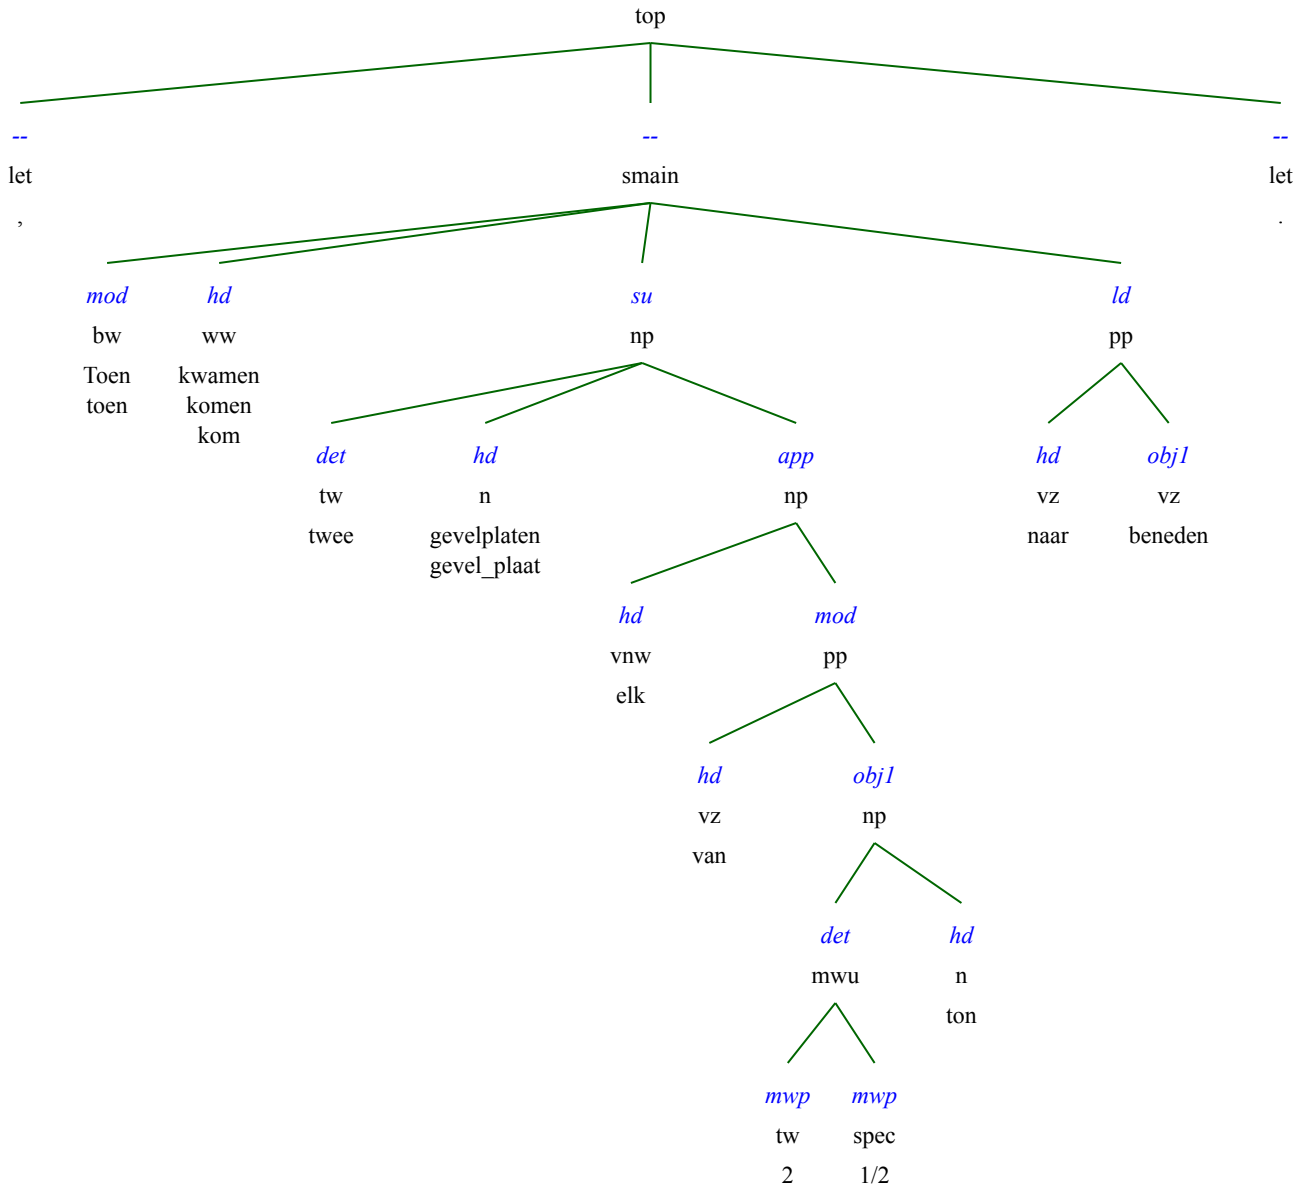 top
-- -- --
let smain let
, .
mod hd su ld
bw ww np pp
Toen kwamen
toen komen
kom
det hd app hd obj1
tw n np vz vz
twee gevelplaten naar beneden
gevel_plaat
hd mod
vnw pp
elk
hd obj1
vz np
van
det hd
mwu n
ton
mwp mwp
tw spec
2 1/2